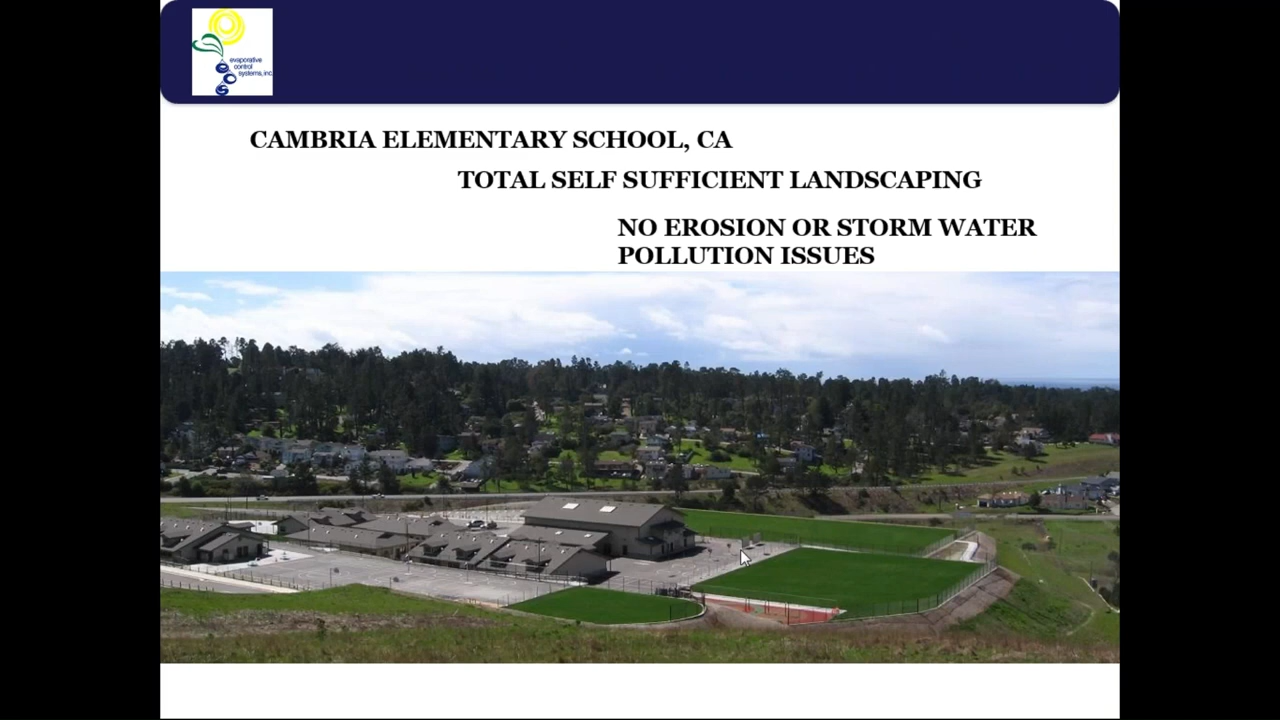 evaporative
control
systems, inc.
CAMBRIA ELEMENTARY SCHOOL, CA
TOTAL SELF SUFFICIENT LANDSCAPING
NO EROSION OR STORM WATER
POLLUTION ISSUES